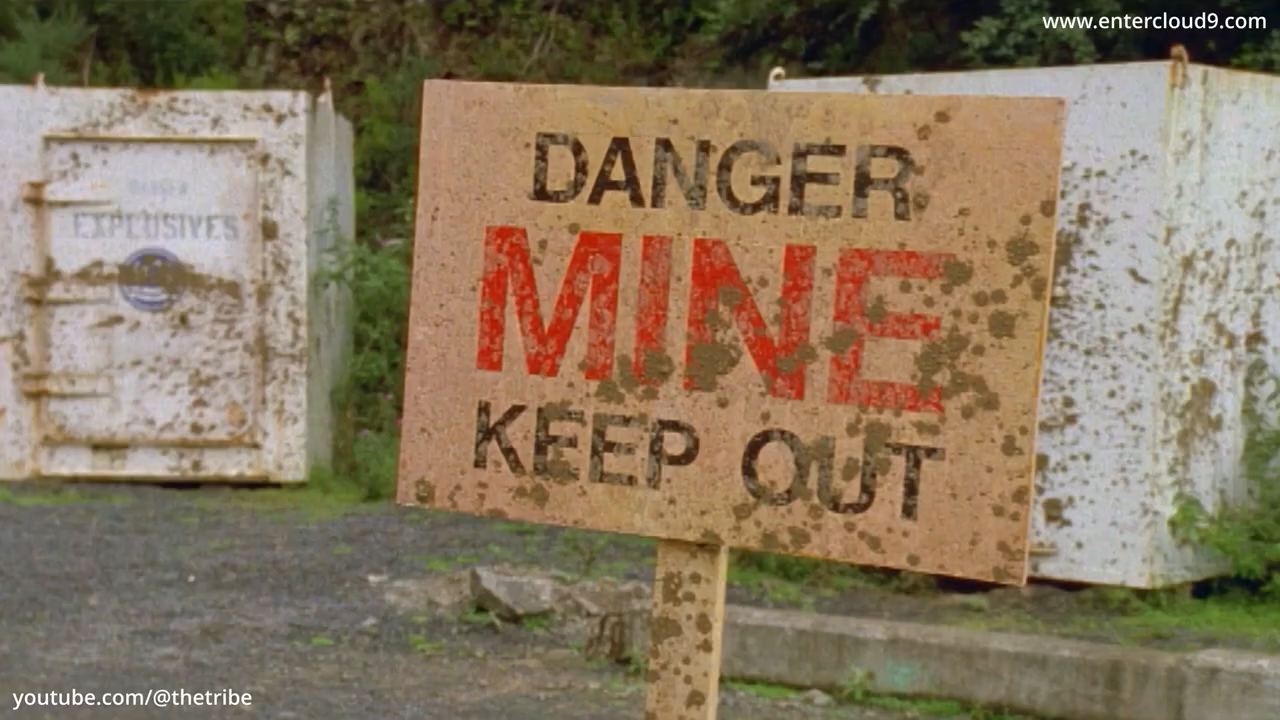 www.entercloud9.com
DANGER
MINE
KEEP OUT
EXPLOSIVES
youtube.com/@thetribe